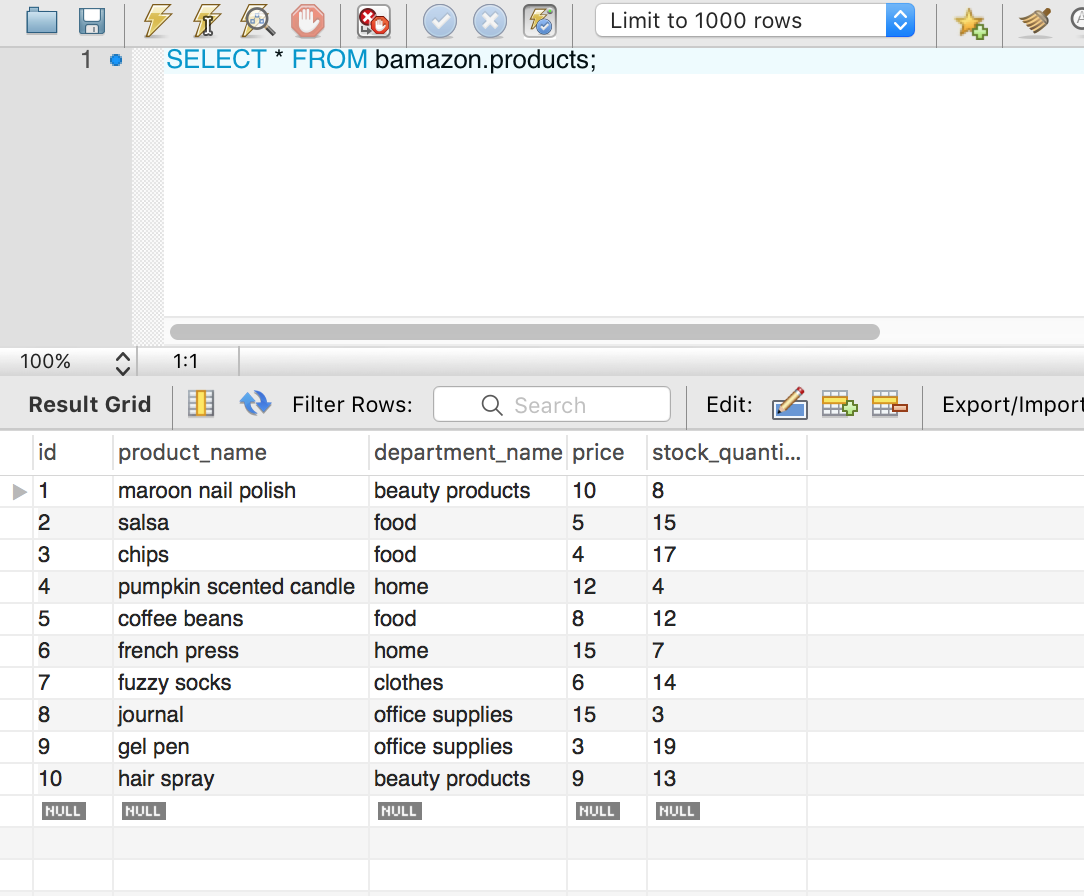 Limit to 1000 rows
1 SELECT * FROM bamazon.products;
100% 1:1
Result Grid Filter Rows: Search Edit: Export/Import
id product_name department_name price stock_quanti...
1 maroon nail polish beauty products 10 8
2 salsa food 5 15
3 chips food 4 17
4 pumpkin scented candle home 12 4
5 coffee beans food 8 12
6 french press home 15 7
7 fuzzy socks clothes 6 14
8 journal office supplies 15 3
9 gel pen office supplies 3 19
10 hair spray beauty products 9 13
NULL NULL NULL NULL NULL